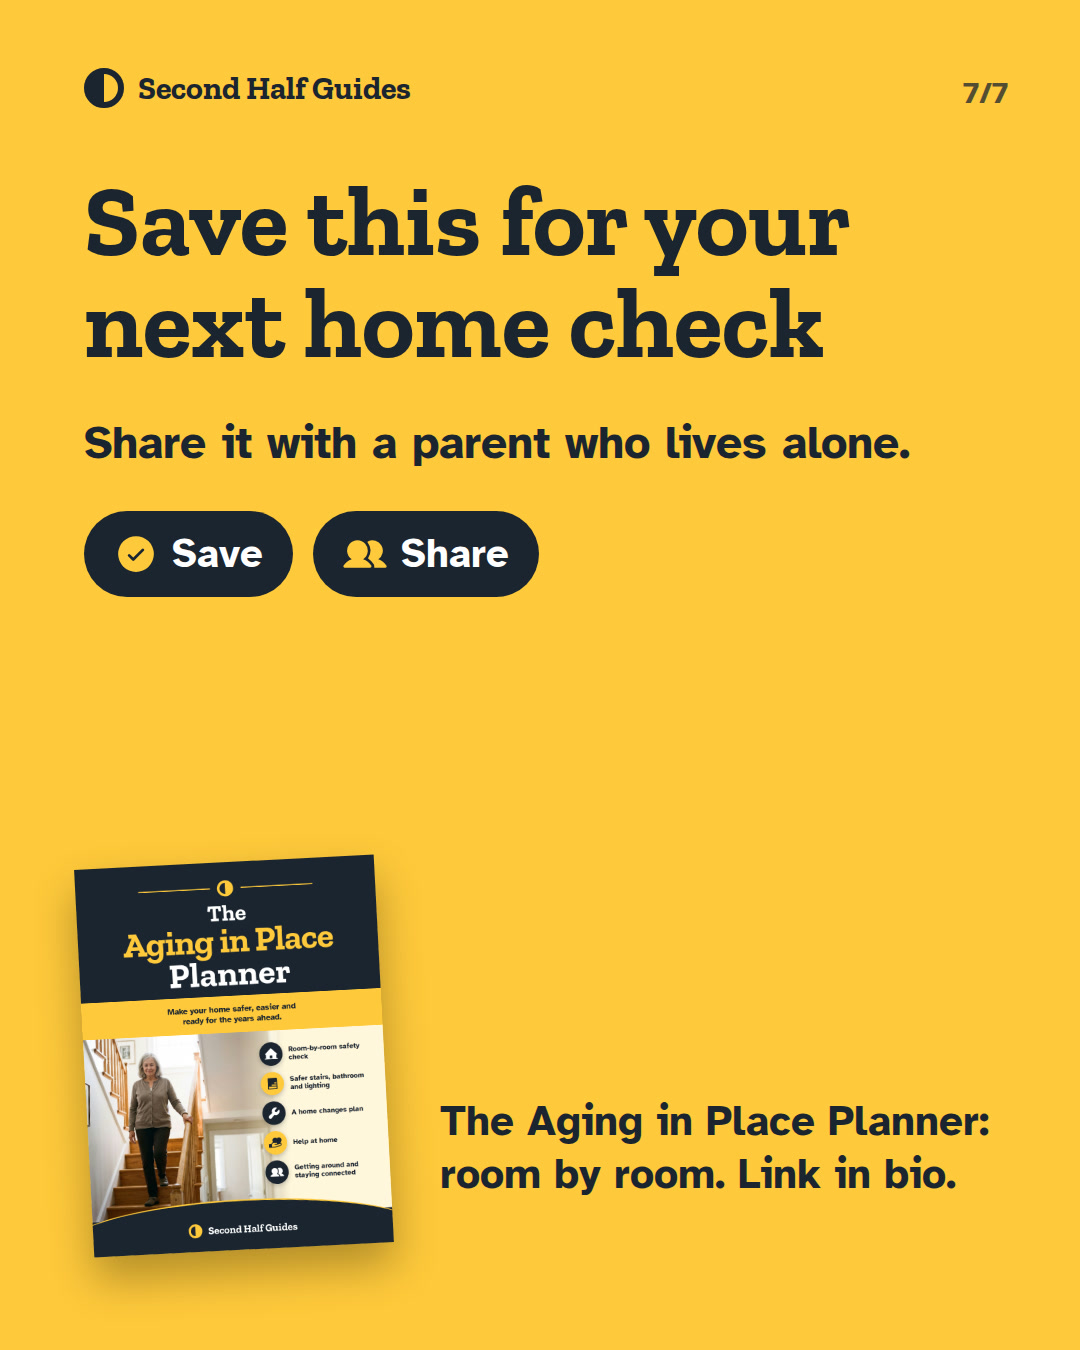 Second Half Guides
7/7
Save this for your
next home check
Share it with a parent who lives alone.
Save
Share
The
Aging in Place
Planner
Make your home safer, easier and
ready for the years ahead.
Room-by-room safety
check
Safer stairs, bathroom
and lighting
A home changes plan
Help at home
Getting around and
staying connected
Second Half Guides
The Aging in Place Planner:
room by room. Link in bio.